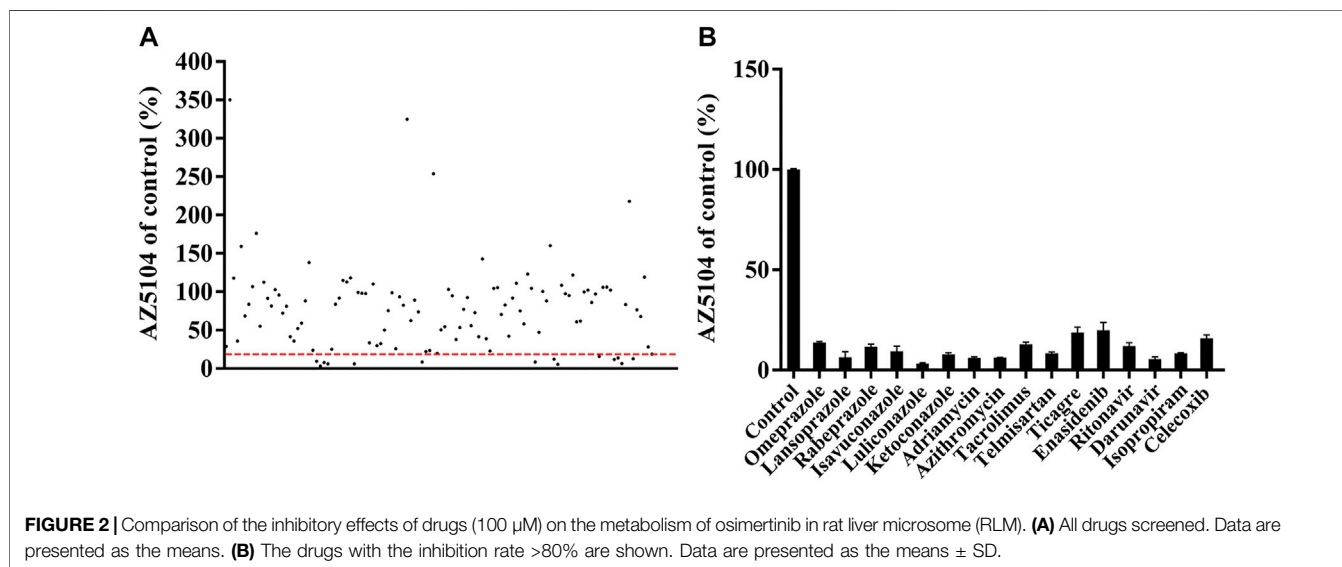 A
AZ5104 of control (%)
400
350
300
250
200
150
100
50
0
B
AZ5104 of control (%)
150
100
50
0
Control
Omeprazole
Lansoprazole
Rabeprazole
Isavuconazole
Luliconazole
Ketoconazole
Adriamycin
Azithromycin
Tacrolimus
Telmisartan
Ticagre
Enasidenib
Ritonavir
Darunavir
Isopropiram
Celecoxib
FIGURE 2 | Comparison of the inhibitory effects of drugs (100 µM) on the metabolism of osimertinib in rat liver microsome (RLM). (A) All drugs screened. Data are
presented as the means. (B) The drugs with the inhibition rate >80% are shown. Data are presented as the means ± SD.